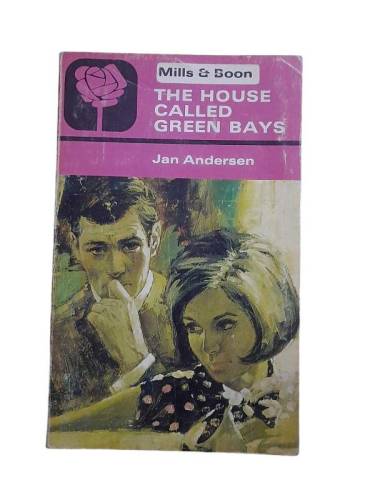 Mills & Boon
THE HOUSE
CALLED
GREEN BAYS
Jan Andersen